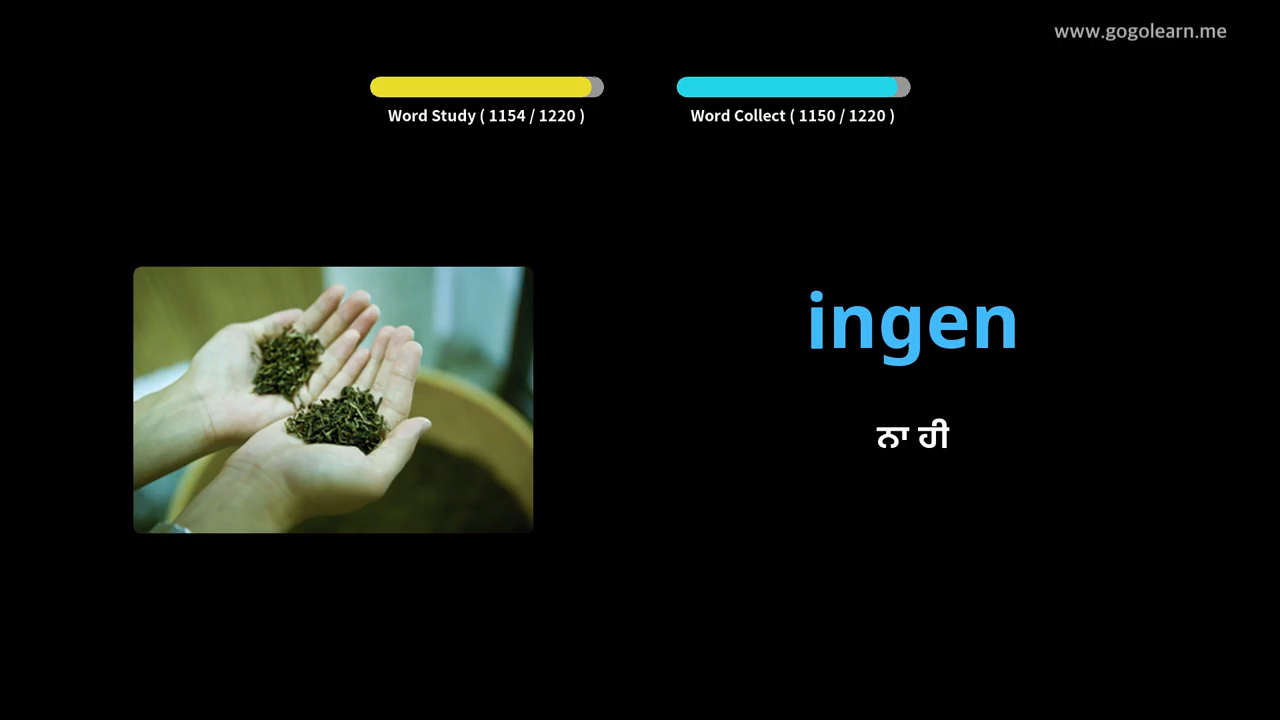 www.gogolearn.me
Word Study ( 1154 / 1220 )
Word Collect ( 1150 / 1220 )
ingen
ਨਾ ਹੀ